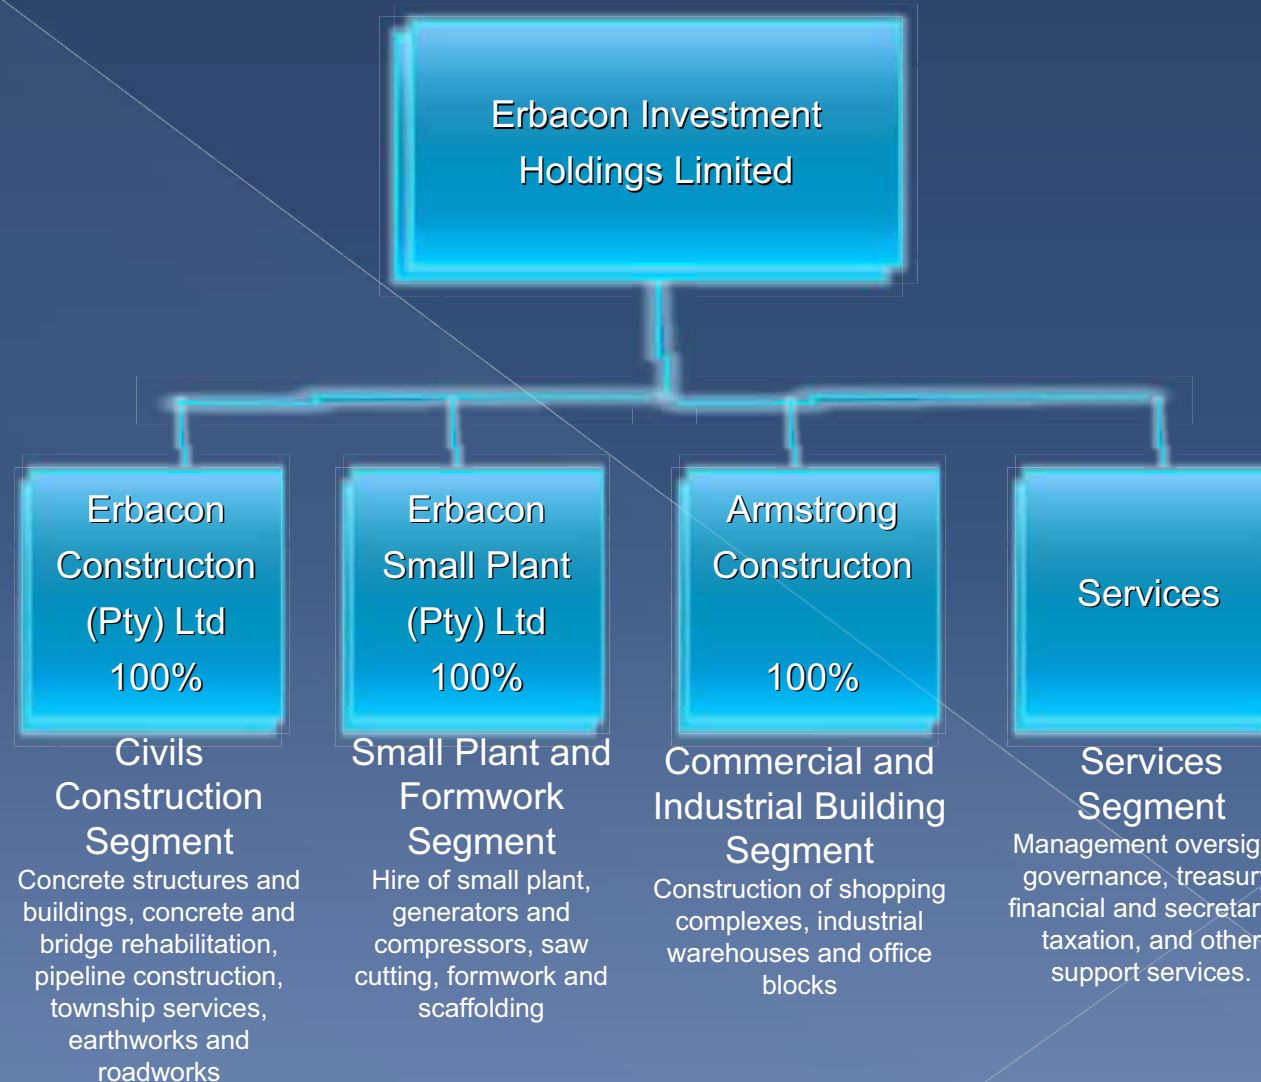 Erbacon Investment
Holdings Limited
Erbacon
Constructon
(Pty) Ltd
100%
Civils
Construction
Segment
Concrete structures and
buildings, concrete and
bridge rehabilitation,
pipeline construction,
township services,
earthworks and
roadworks
Erbacon
Small Plant
(Pty) Ltd
100%
Small Plant and
Formwork
Segment
Hire of small plant,
generators and
compressors, saw
cutting, formwork and
scaffolding
Armstrong
Constructon
100%
Commercial and
Industrial Building
Segment
Construction of shopping
complexes, industrial
warehouses and office
blocks
Services
Services
Segment
Management
governance,
financial and
taxation, and other
support services.